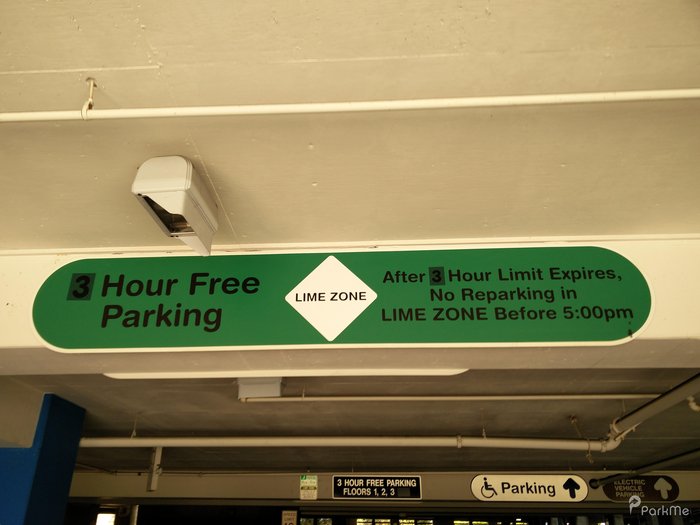 3 Hour Free
Parking
LIME ZONE
After 3 Hour Limit Expires,
No Reparking in
LIME ZONE Before 5:00pm
3 HOUR FREE PARKING
FLOORS 1, 2, 3
Parking
ELECTRIC
VEHICLE
PARKING
ParkMe